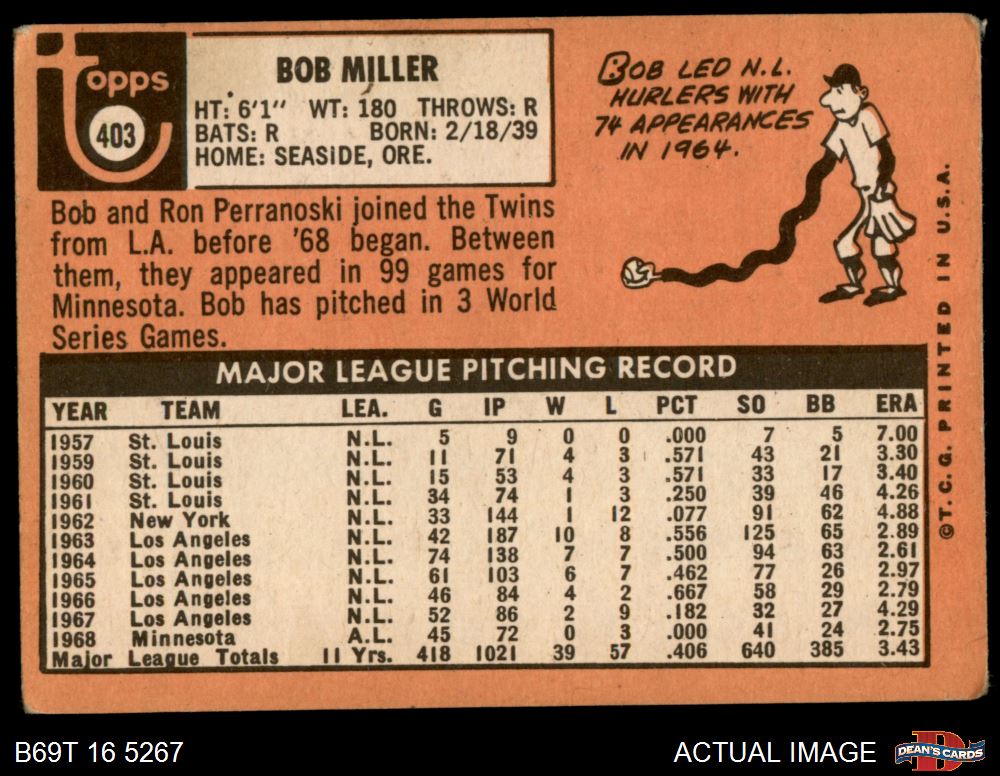 topps
403
BOB MILLER
HT: 6'1" WT: 180 THROWS: R
BATS: R BORN: 2/18/39
HOME: SEASIDE, ORE.
BOB LED N.L.
HURLERS WITH
74 APPEARANCES
IN 1964.
Bob and Ron Perranoski joined the Twins
from L.A. before '68 began. Between
them, they appeared in 99 games for
Minnesota. Bob has pitched in 3 World
Series Games.
MAJOR LEAGUE PITCHING RECORD
YEAR TEAM LEA. G IP W L PCT SO BB ERA
1957 St. Louis N.L. 5 9 0 0 .000 7 5 7.00
1959 St. Louis N.L. 11 71 4 3 .571 43 21 3.30
1960 St. Louis N.L. 15 53 4 3 .571 33 17 3.40
1961 St. Louis N.L. 34 74 1 3 .250 39 46 4.26
1962 New York N.L. 33 144 1 12 .077 91 62 4.88
1963 Los Angeles N.L. 42 187 10 8 .556 125 65 2.89
1964 Los Angeles N.L. 74 138 7 7 .500 94 63 2.61
1965 Los Angeles N.L. 61 103 6 7 .462 77 26 2.97
1966 Los Angeles N.L. 46 84 4 2 .667 58 29 2.79
1967 Los Angeles N.L. 52 86 2 9 .182 32 27 4.29
1968 Minnesota A.L. 45 72 0 3 .000 41 24 2.75
Major League Totals 11 Yrs. 418 1021 39 57 .406 640 385 3.43
©T.C.G. PRINTED IN U.S.A.
B69T 16 5267
ACTUAL IMAGE
DEAN'S CARDS